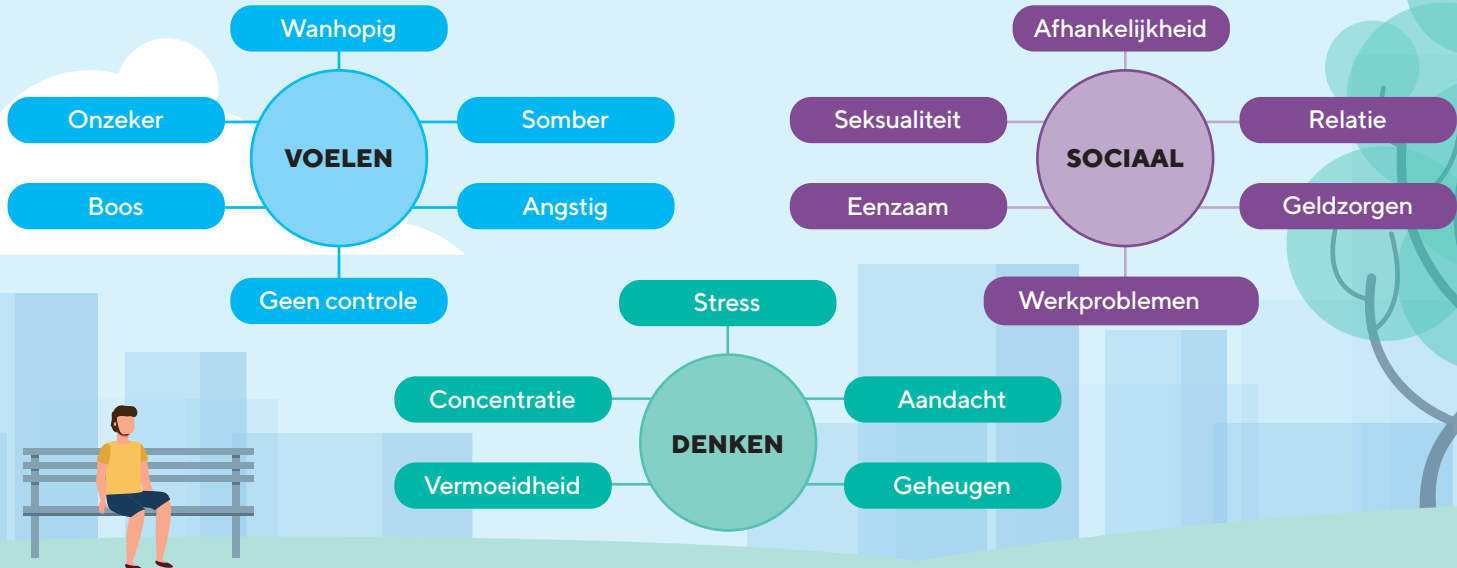 Wanhopig
Onzeker
Somber
VOELEN
Boos
Angstig
Geen controle
Afhankelijkheid
Seksualiteit
Relatie
SOCIAAL
Eenzaam
Geldzorgen
Werkproblemen
Stress
Concentratie
Aandacht
DENKEN
Vermoeidheid
Geheugen